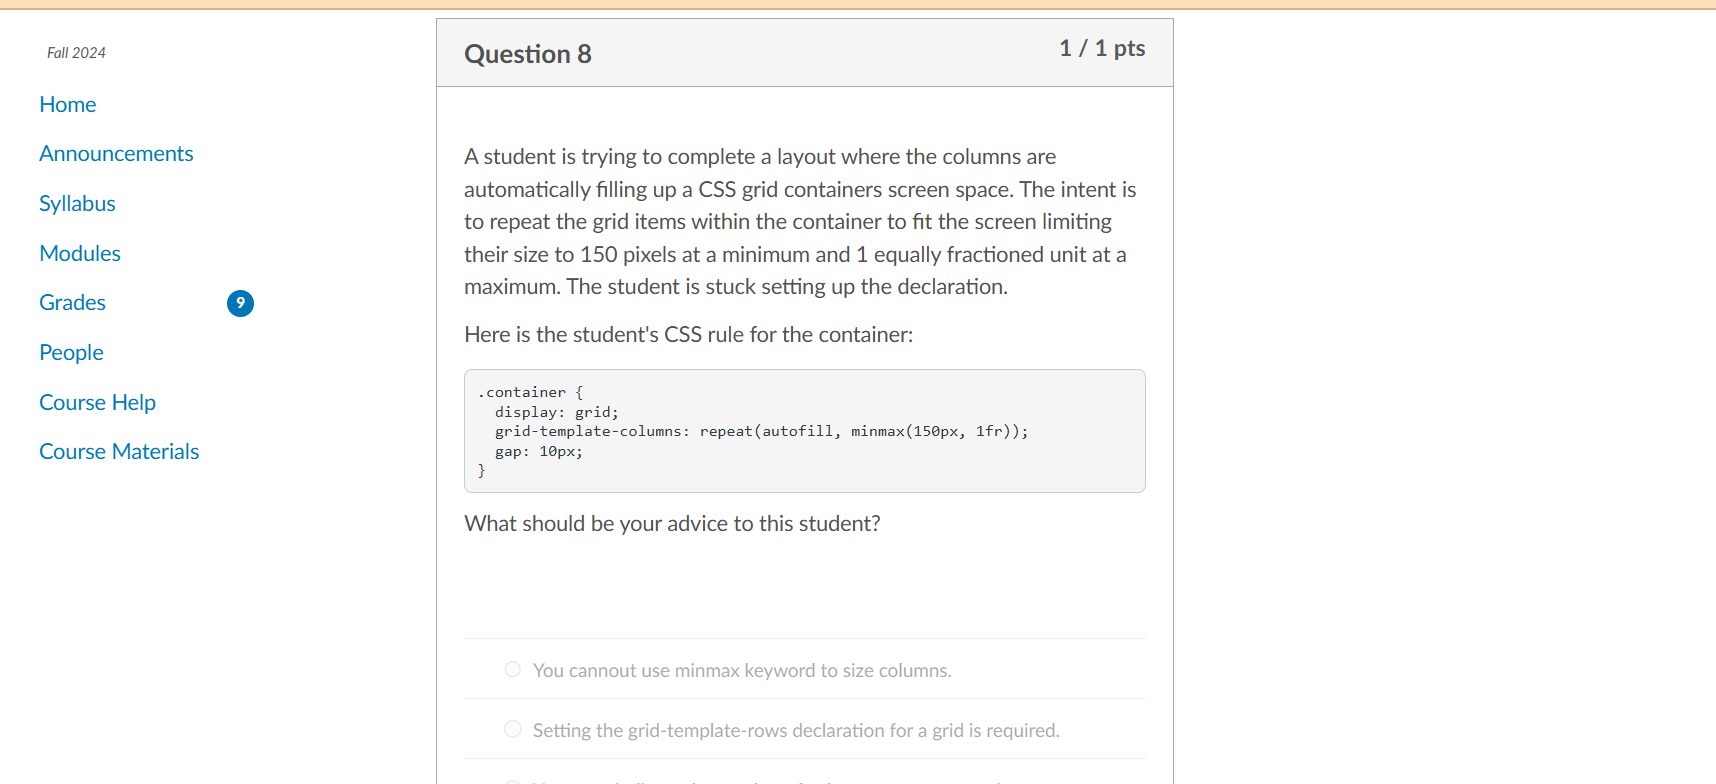 Fall 2024
Home
Announcements
Syllabus
Modules
Grades
9
People
Course Help
Course Materials
Question 8
1 / 1 pts
A student is trying to complete a layout where the columns are
automatically filling up a CSS grid containers screen space. The intent is
to repeat the grid items within the container to fit the screen limiting
their size to 150 pixels at a minimum and 1 equally fractioned unit at a
maximum. The student is stuck setting up the declaration.
Here is the student's CSS rule for the container:
.container {
display: grid;
grid-template-columns: repeat(autofill, minmax(150px, 1fr));
gap: 10px;
}
What should be your advice to this student?
You cannout use minmax keyword to size columns.
Setting the grid-template-rows declaration for a grid is required.